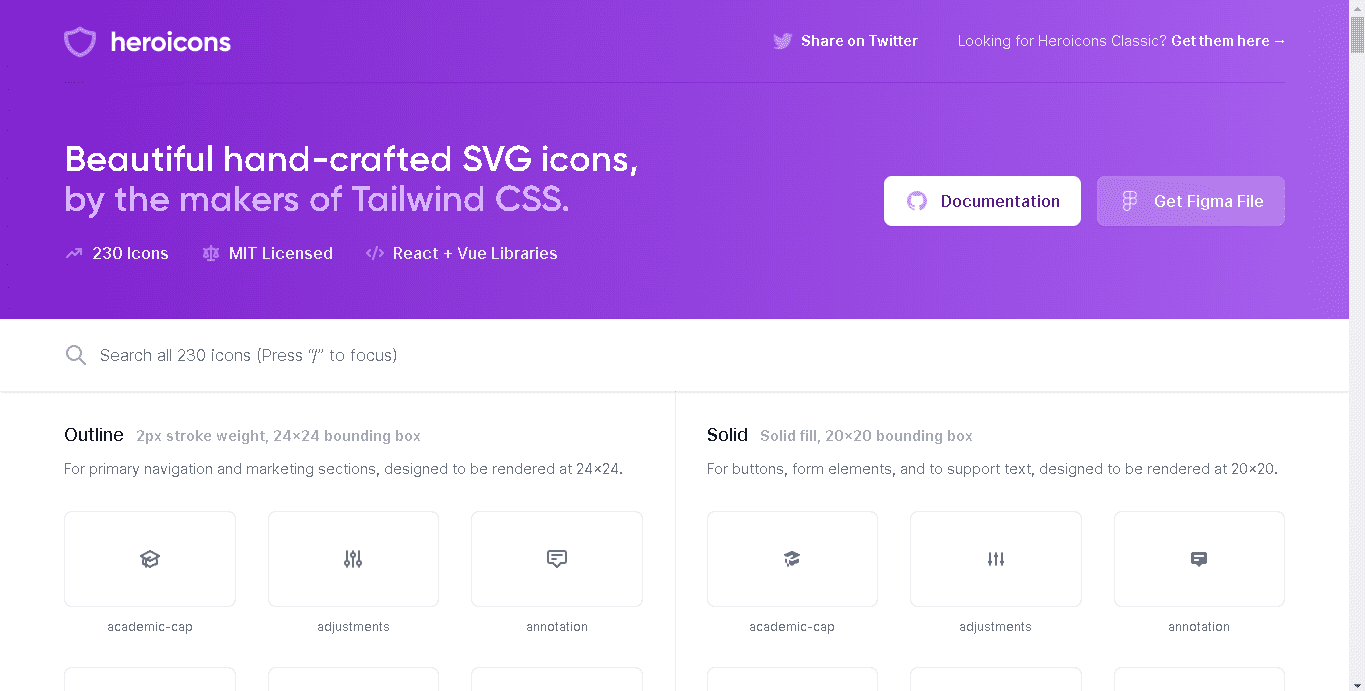 heroicons
Share on Twitter
Looking for Heroicons Classic? Get them here →
Beautiful hand-crafted SVG icons,
by the makers of Tailwind CSS.
Documentation
Get Figma File
230 Icons
MIT Licensed
React + Vue Libraries
Search all 230 icons (Press “/” to focus)
Outline 2px stroke weight, 24×24 bounding box
For primary navigation and marketing sections, designed to be rendered at 24×24.
academic-cap
adjustments
annotation
Solid Solid fill, 20×20 bounding box
For buttons, form elements, and to support text, designed to be rendered at 20×20.
academic-cap
adjustments
annotation